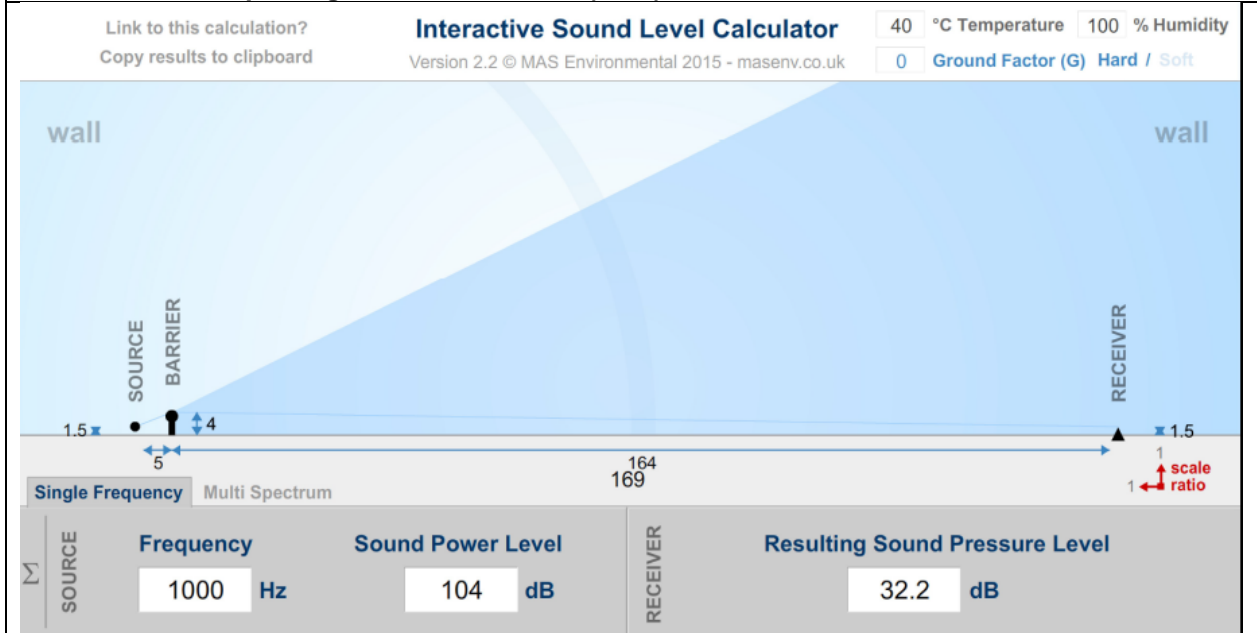 Link to this calculation?
Copy results to clipboard
Interactive Sound Level Calculator
Version 2.2 © MAS Environmental 2015 - masenv.co.uk
40 °C Temperature 100 % Humidity
0 Ground Factor (G) Hard / Soft
wall
wall
SOURCE
BARRIER
RECEIVER
1.5
4
1.5
5
164
169
1
scale
1 ratio
Single Frequency Multi Spectrum
Σ
SOURCE
Frequency
1000 Hz
Sound Power Level
104 dB
RECEIVER
Resulting Sound Pressure Level
32.2 dB